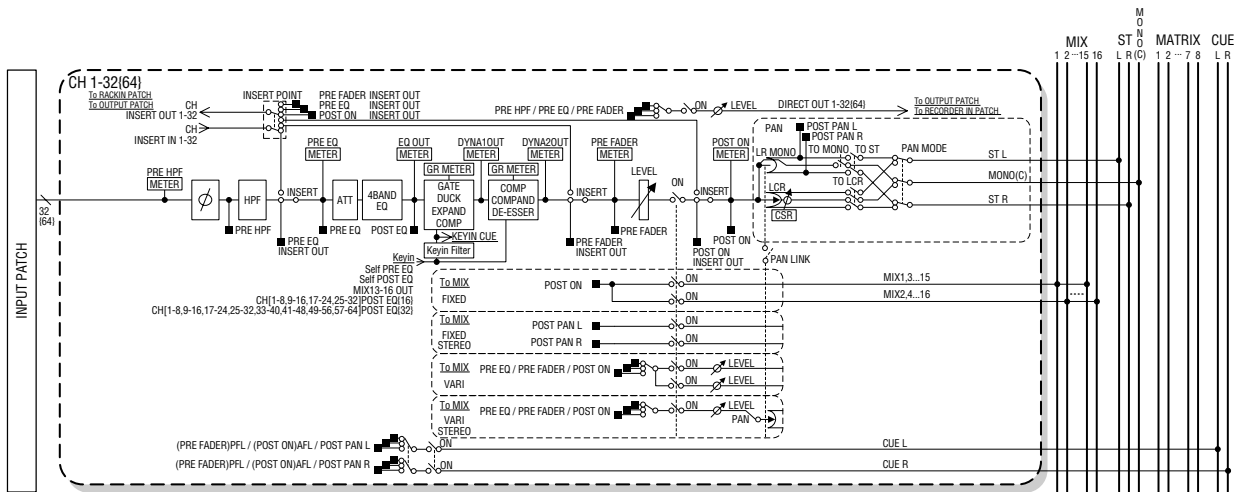 MONO(C)
MIX ST MATRIX CUE
1 2 ··· 15 16 L R (C) 1 2 ··· 7 8 L R
INPUT PATCH
32
{64}
CH 1-32{64}
To RACKIN PATCH
To OUTPUT PATCH
CH
INSERT OUT 1-32
CH
INSERT IN 1-32
INSERT POINT
PRE FADER INSERT OUT
PRE EQ INSERT OUT
POST ON INSERT OUT
PRE HPF / PRE EQ / PRE FADER
ON
LEVEL
DIRECT OUT 1-32{64}
To OUTPUT PATCH
To RECORDER IN PATCH
PRE HPF
METER
PRE EQ
METER
EQ OUT
METER
DYNA1OUT
METER
DYNA2OUT
METER
PRE FADER
METER
POST ON
METER
GR METER
GR METER
Ø
HPF
INSERT
ATT
4BAND
EQ
GATE
DUCK
EXPAND
COMP
COMP
COMPAND
DE-ESSER
INSERT
LEVEL
ON
INSERT
PRE HPF
PRE EQ
INSERT OUT
PRE EQ
POST EQ
KEYIN CUE
Keyin Filter
Keyin
PRE FADER
INSERT OUT
PRE FADER
POST ON
INSERT OUT
POST ON
PAN
POST PAN L
POST PAN R
LR MONO
TO MONO
TO ST
PAN MODE
LCR
TO LCR
CSR
ST L
MONO(C)
ST R
PAN LINK
Self PRE EQ
Self POST EQ
MIX13-16 OUT
CH[1-8,9-16,17-24,25-32]POST EQ(16)
CH{1-8,9-16,17-24,25-32,33-40,41-48,49-56,57-64}POST EQ(32)
To MIX
FIXED
POST ON
ON
ON
MIX1,3...15
MIX2,4...16
To MIX
FIXED
STEREO
POST PAN L
POST PAN R
ON
ON
To MIX
VARI
PRE EQ / PRE FADER / POST ON
ON
LEVEL
ON
LEVEL
To MIX
VARI
STEREO
PRE EQ / PRE FADER / POST ON
ON
LEVEL
PAN
(PRE FADER)PFL / (POST ON)AFL / POST PAN L
ON
CUE L
(PRE FADER)PFL / (POST ON)AFL / POST PAN R
ON
CUE R